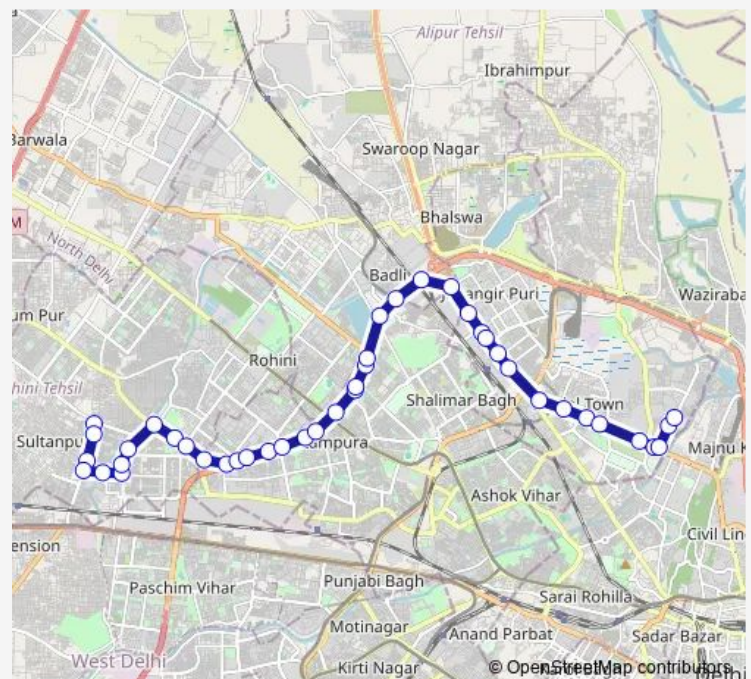 Alipur Tehsil
Ibrahimpur
Barwala
Swaroop Nagar
Bhalswa
M
North Delhi
Badli
angir Puri
Waziraba
um Pur
hini Tehsil
Rohini
Shalimar Bagh
l Town
Sultanpu
mpura
Majnu K
Ashok Vihar
Civil Lin
ension
Paschim Vihar
Punjabi Bagh
Sarai Rohilla
Motinagar
Anand Parbat
Sadar Bazar
West Delhi
Kirti Nagar
© OpenStreetMap contributors